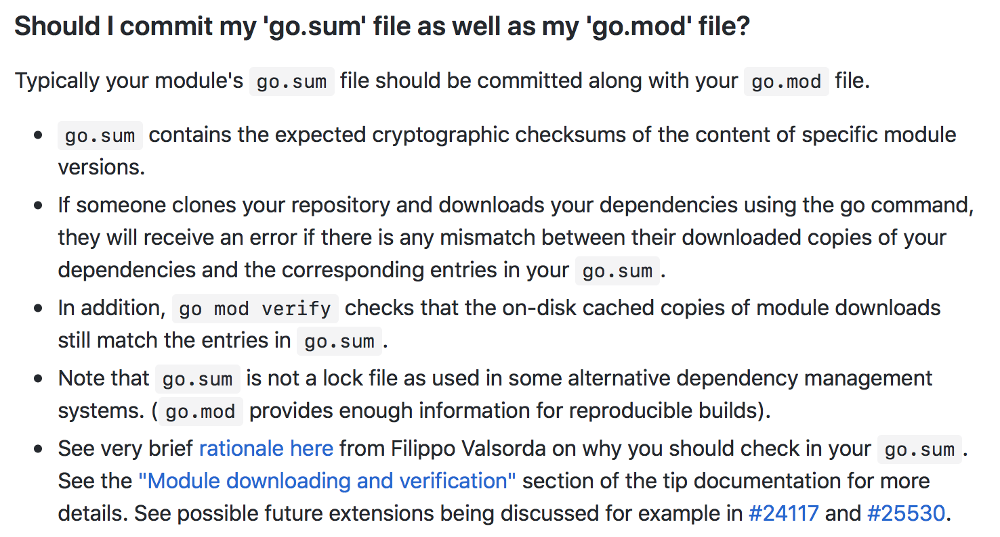 Should I commit my 'go.sum' file as well as my 'go.mod' file?
Typically your module's go.sum file should be committed along with your go.mod file.
• go.sum contains the expected cryptographic checksums of the content of specific module
versions.
• If someone clones your repository and downloads your dependencies using the go command,
they will receive an error if there is any mismatch between their downloaded copies of your
dependencies and the corresponding entries in your go.sum.
• In addition, go mod verify checks that the on-disk cached copies of module downloads
still match the entries in go.sum.
• Note that go.sum is not a lock file as used in some alternative dependency management
systems. (go.mod provides enough information for reproducible builds).
• See very brief rationale here from Filippo Valsorda on why you should check in your go.sum.
See the "Module downloading and verification" section of the tip documentation for more
details. See possible future extensions being discussed for example in #24117 and #25530.